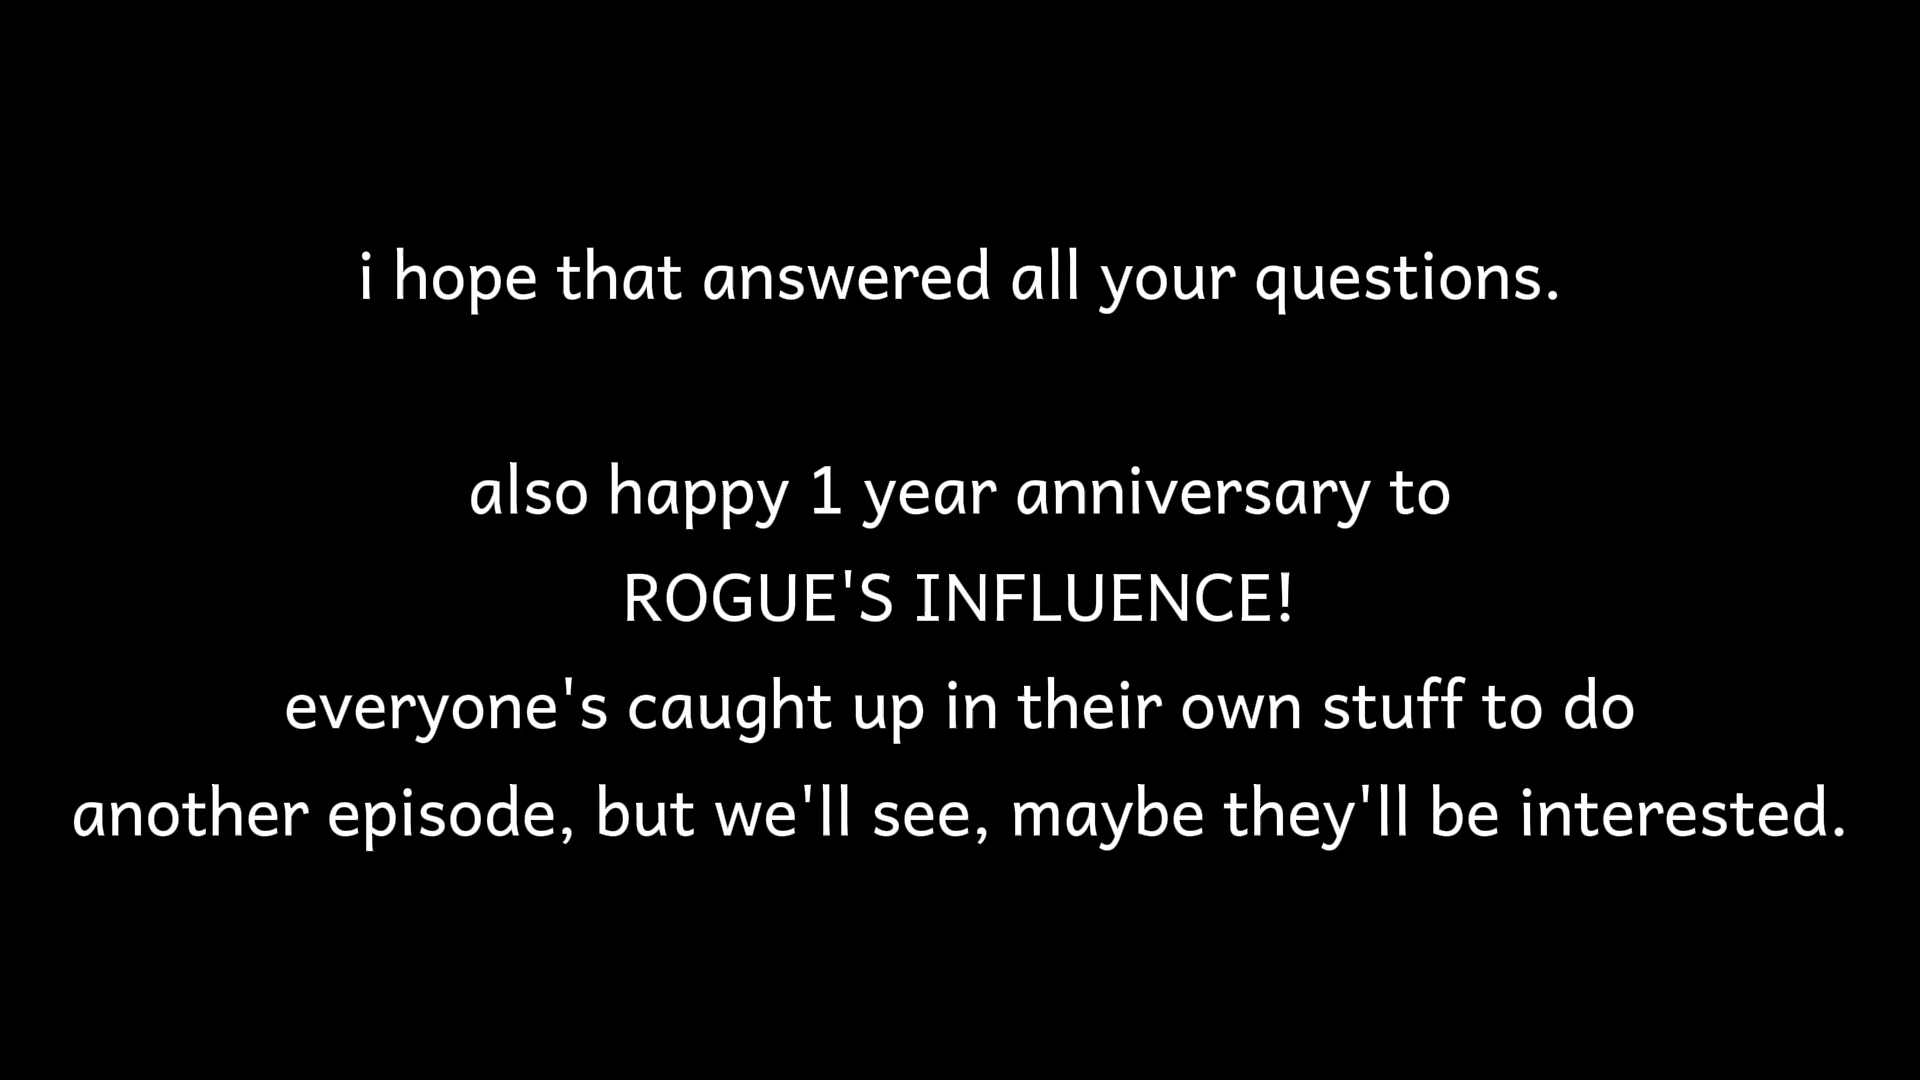 i hope that answered all your questions.
also happy 1 year anniversary to
ROGUE'S INFLUENCE!
everyone's caught up in their own stuff to do
another episode, but we'll see, maybe they'll be interested.